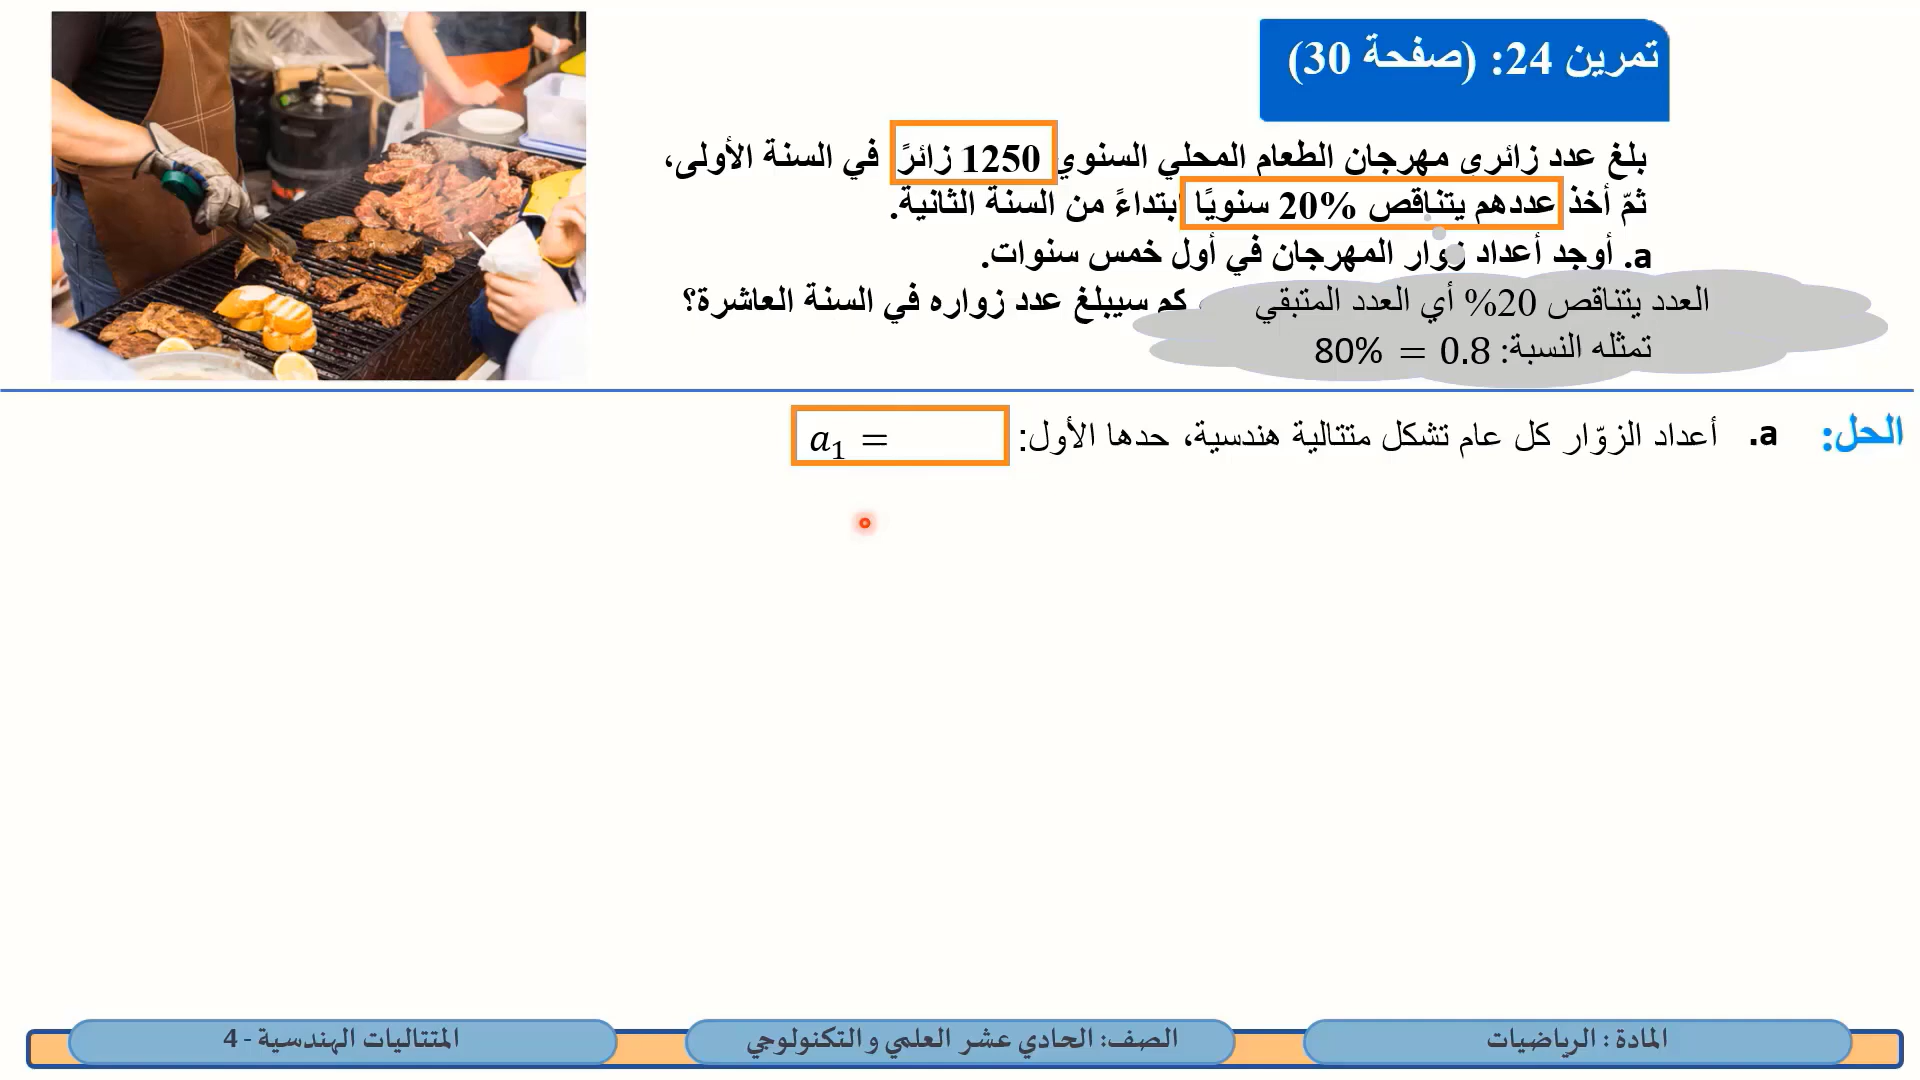 تمرين 24: (صفحة 30)
بلغ عدد زائري مهرجان الطعام المحلي السنوي 1250 زائرً في السنة الأولى،
ثمّ أخذ عددهم يتناقص %20 سنويًا ابتداءً من السنة الثانية.
a. أوجد أعداد زوار المهرجان في أول خمس سنوات.
كم سيبلغ عدد زواره في السنة العاشرة؟
العدد يتناقص 20% أي العدد المتبقي
تمثله النسبة: 80% = 0.8
الحل: a. أعداد الزوّار كل عام تشكل متتالية هندسية، حدها الأول: a₁ =
المادة : الرياضيات
الصف: الحادي عشر العلمي و التكنولوجي
المتتاليات الهندسية - 4